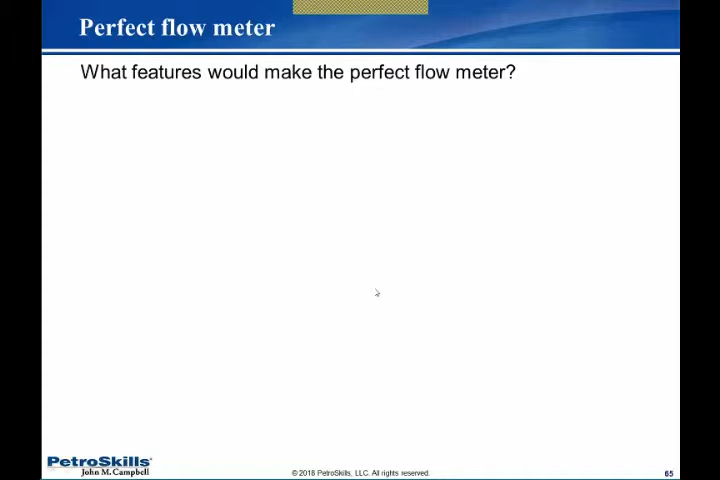 Perfect flow meter
What features would make the perfect flow meter?
PetroSkills
John M. Campbell
© 2018 PetroSkills, LLC. All rights reserved.
65